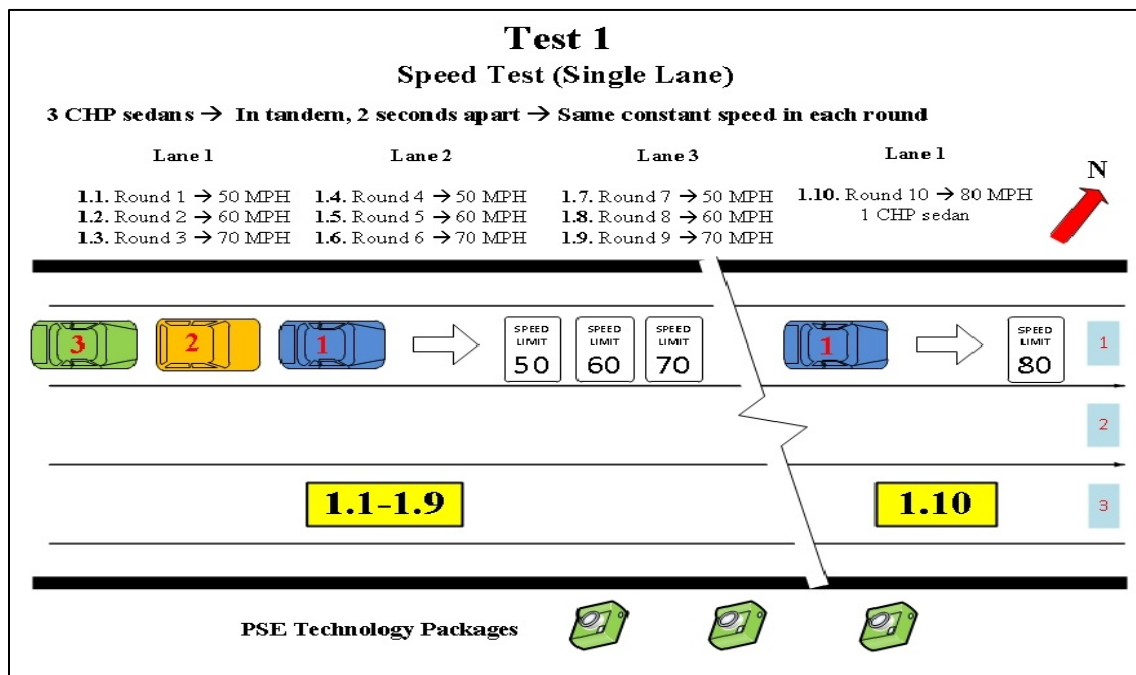 Test 1
Speed Test (Single Lane)
3 CHP sedans → In tandem, 2 seconds apart → Same constant speed in each round
Lane 1
1.1. Round 1 → 50 MPH
1.2. Round 2 → 60 MPH
1.3. Round 3 → 70 MPH
Lane 2
1.4. Round 4 → 50 MPH
1.5. Round 5 → 60 MPH
1.6. Round 6 → 70 MPH
Lane 3
1.7. Round 7 → 50 MPH
1.8. Round 8 → 60 MPH
1.9. Round 9 → 70 MPH
Lane 1
1.10. Round 10 → 80 MPH
1 CHP sedan
N
3
2
1
SPEED
LIMIT
50
SPEED
LIMIT
60
SPEED
LIMIT
70
1
SPEED
LIMIT
80
1
2
3
1.1-1.9
1.10
PSE Technology Packages